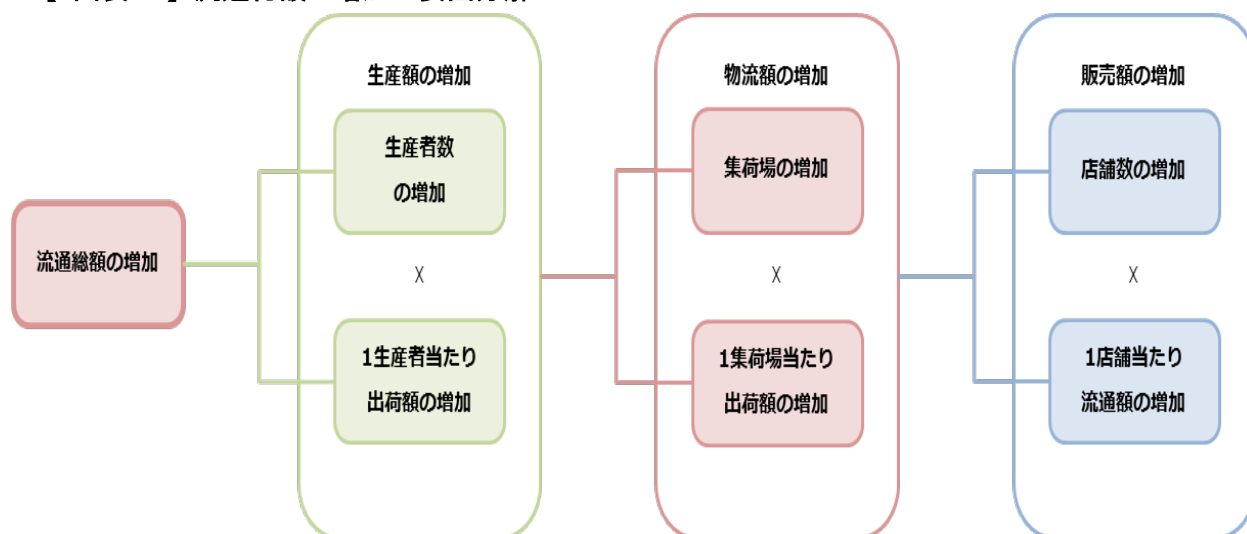 流通総額の増加
生産額の増加
生産者数
の増加
X
1生産者当たり
出荷額の増加
物流額の増加
集荷場の増加
X
1集荷場当たり
出荷額の増加
販売額の増加
店舗数の増加
X
1店舗当たり
流通額の増加